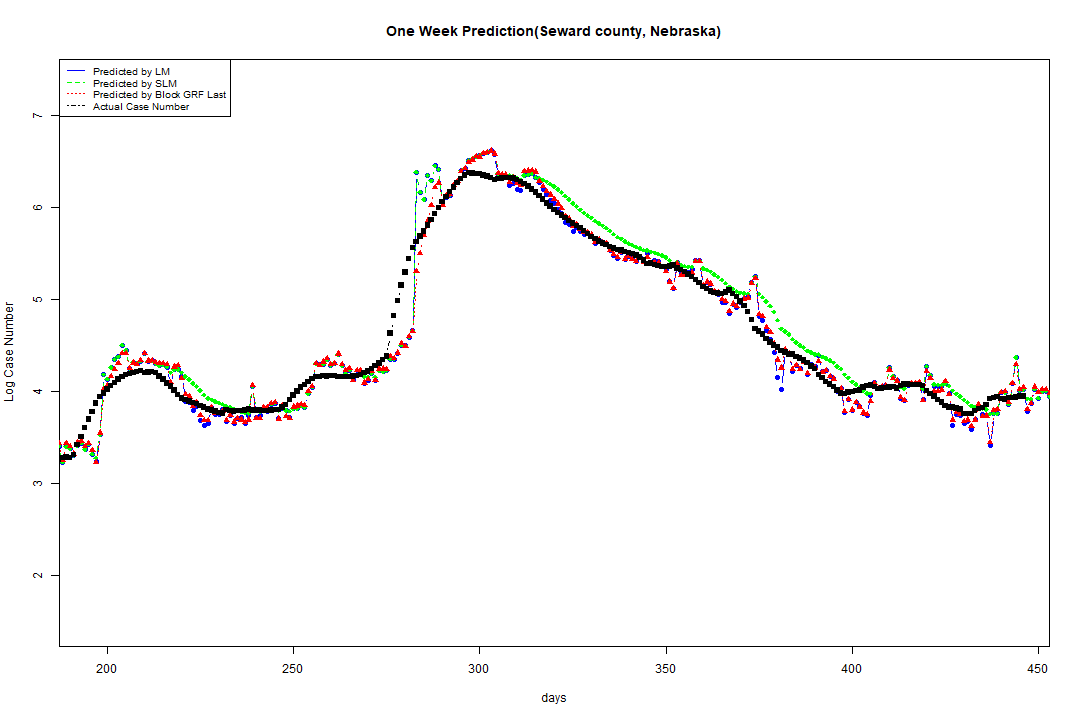 One Week Prediction(Seward county, Nebraska)
Predicted by LM
Predicted by SLM
Predicted by Block GRF Last
Actual Case Number
Log Case Number
7
6
5
4
3
2
200 250 300 350 400 450
days